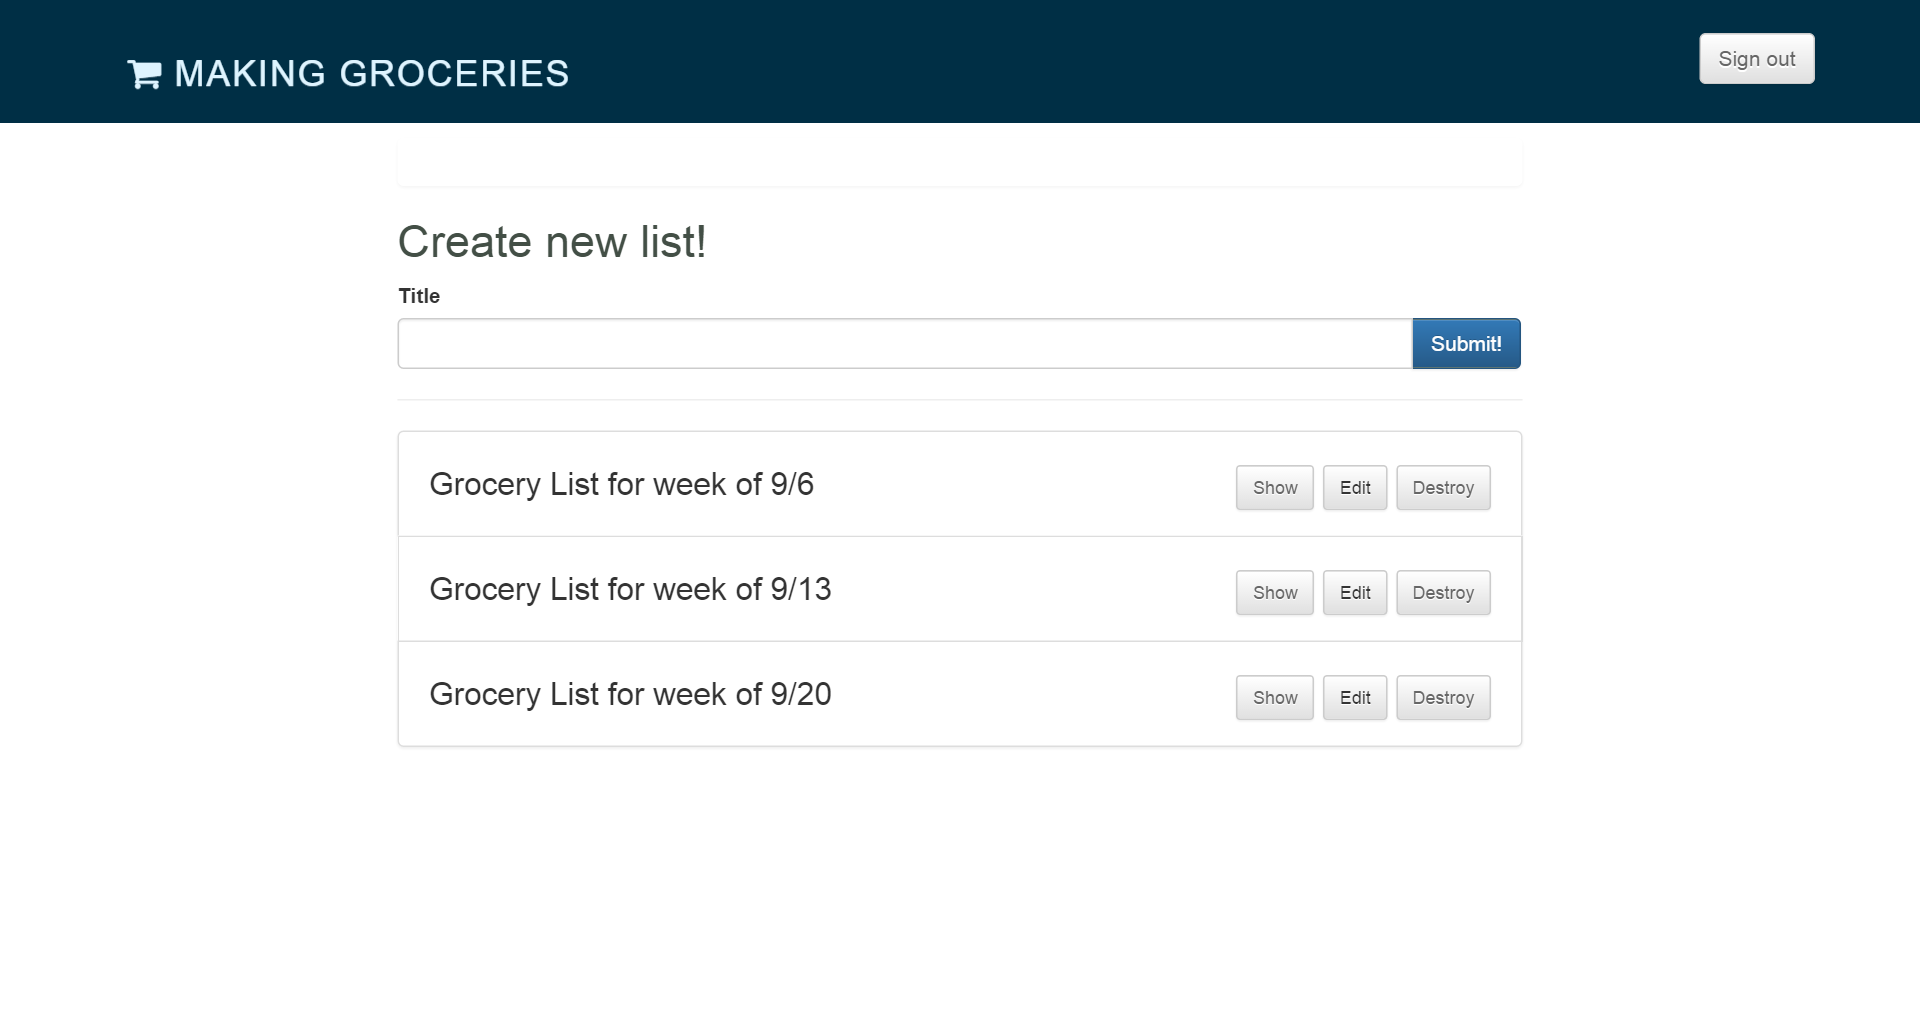 MAKING GROCERIES
Sign out
Create new list!
Title
Submit!
Grocery List for week of 9/6
Show Edit Destroy
Grocery List for week of 9/13
Show Edit Destroy
Grocery List for week of 9/20
Show Edit Destroy